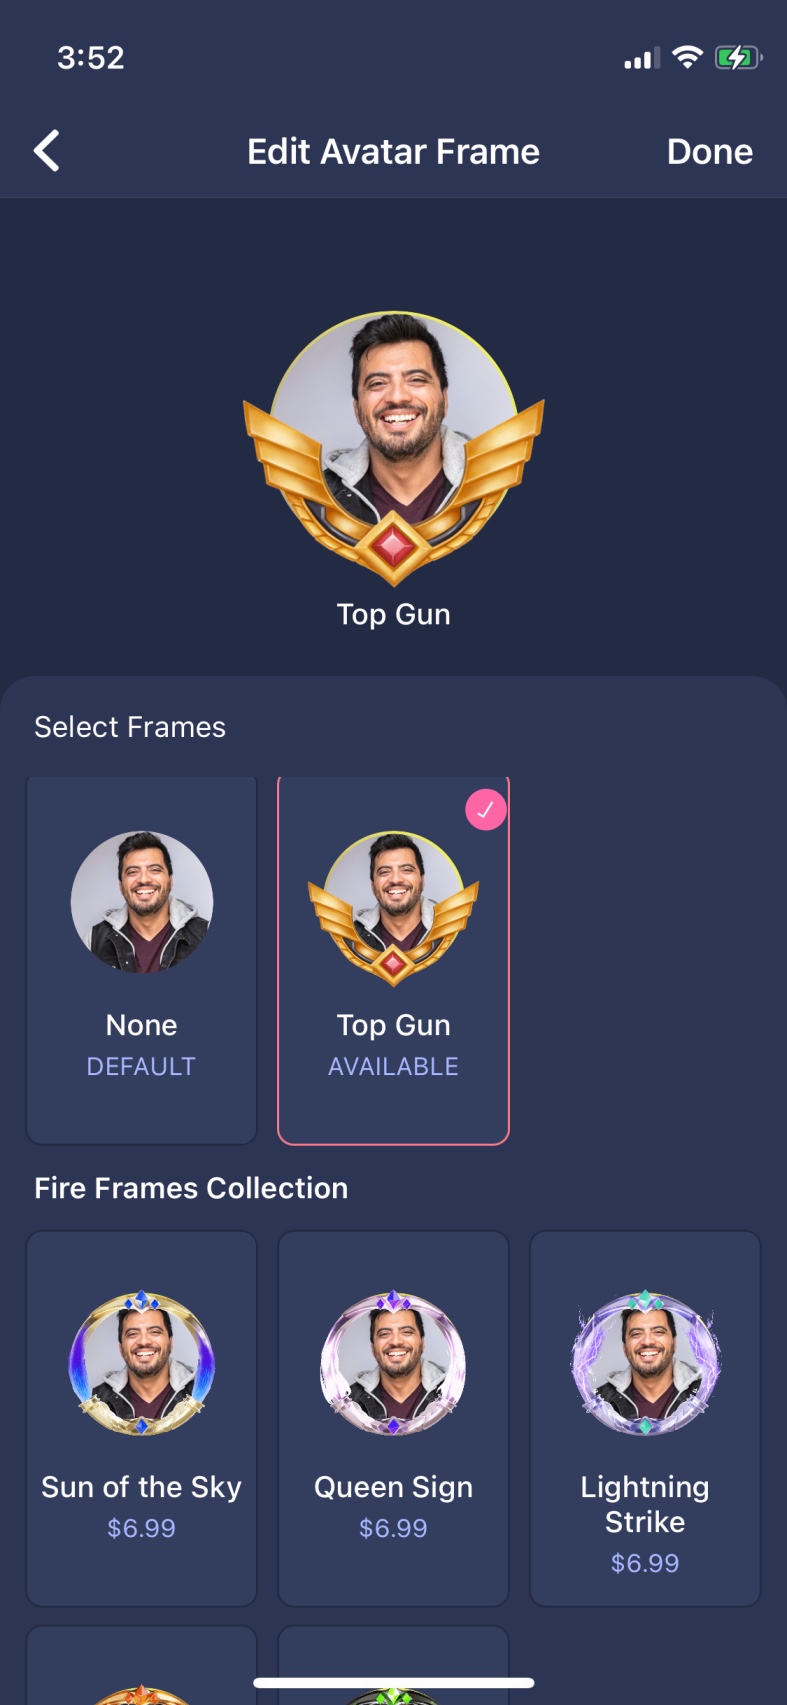 3:52
Edit Avatar Frame
Done
Top Gun
Select Frames
None
DEFAULT
Top Gun
AVAILABLE
Fire Frames Collection
Sun of the Sky
$6.99
Queen Sign
$6.99
Lightning
Strike
$6.99